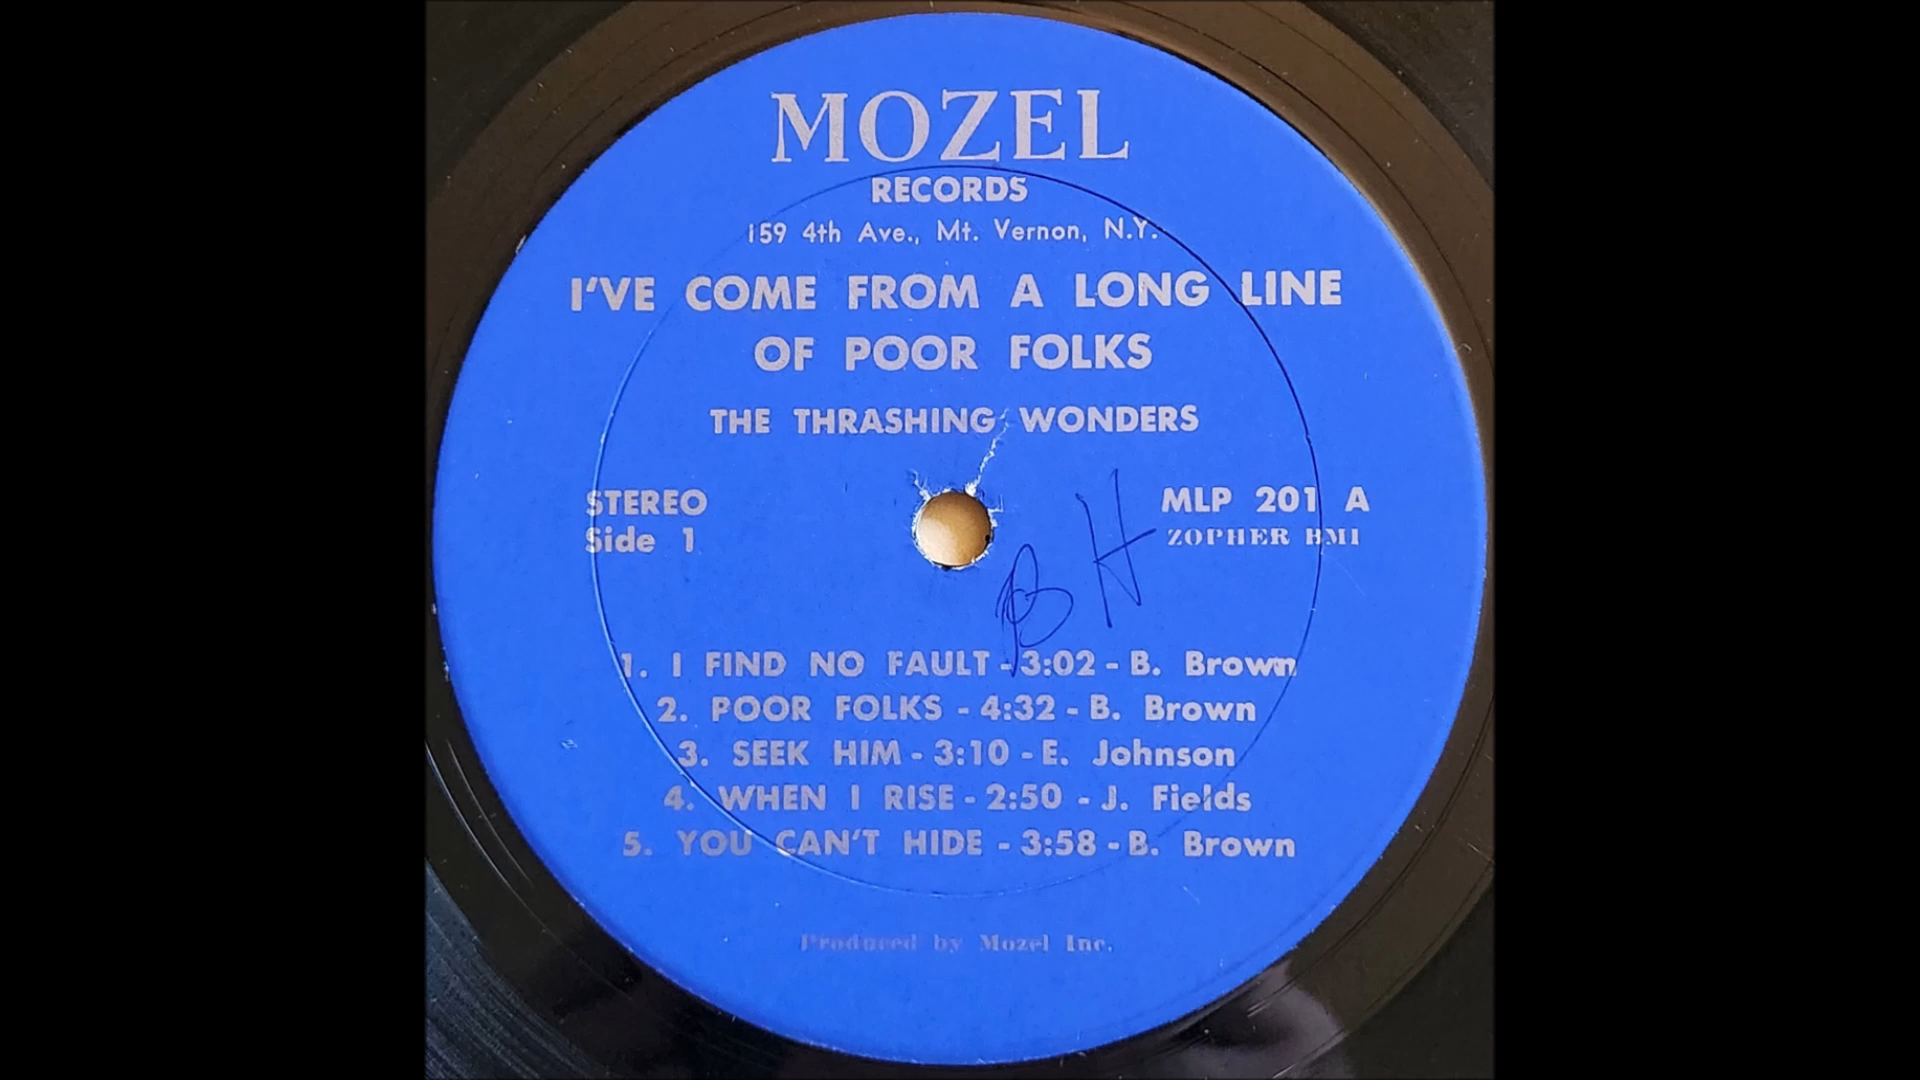 MOZEL
RECORDS
159 4th Ave., Mt. Vernon, N.Y.
I'VE COME FROM A LONG LINE
OF POOR FOLKS
THE THRASHING WONDERS
STEREO
Side 1
MLP 201 A
ZOPHER BMI
B H
1. I FIND NO FAULT - 3:02 - B. Brown
2. POOR FOLKS - 4:32 - B. Brown
3. SEEK HIM - 3:10 - E. Johnson
4. WHEN I RISE - 2:50 - J. Fields
5. YOU CAN'T HIDE - 3:58 - B. Brown
Produced by Mozel Inc.